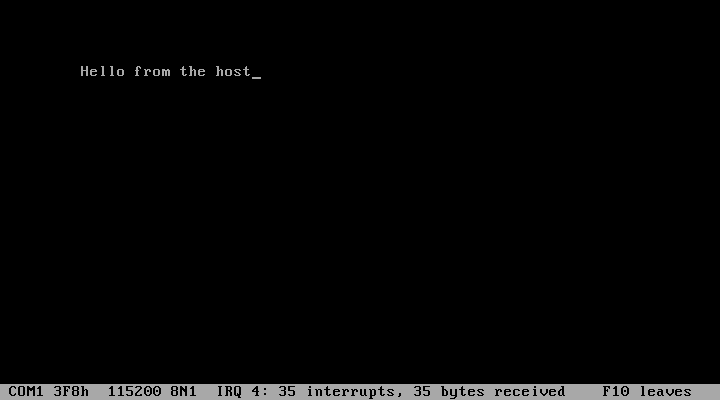 Hello from the host_
COM1 3F8h  115200 8N1  IRQ 4: 35 interrupts, 35 bytes received    F10 leaves